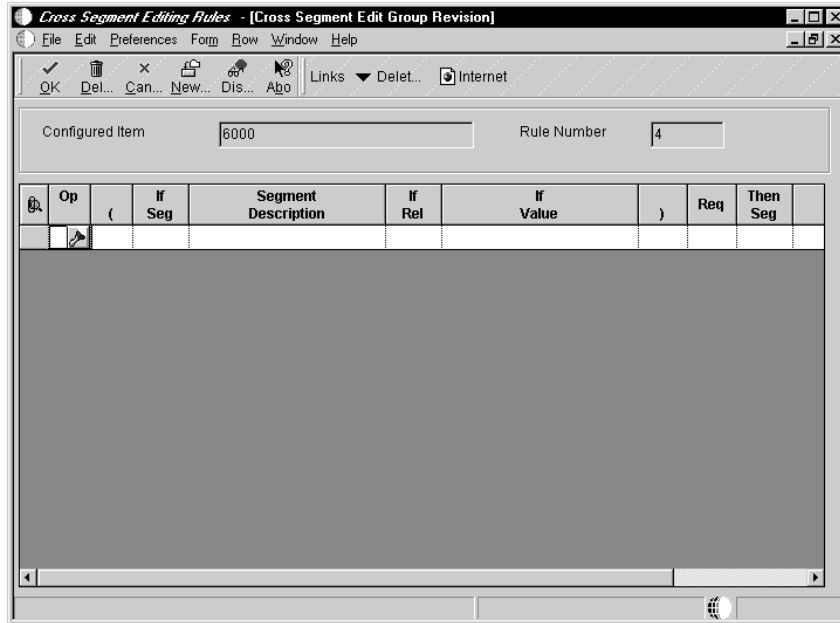 Cross Segment Editing Rules - [Cross Segment Edit Group Revision]
File Edit Preferences Form Row Window Help
OK Del... Can... New... Dis... Abo Links Delet... Internet
Configured Item 6000 Rule Number 4
Op ( If Seg Segment Description If Rel If Value ) Req Then Seg